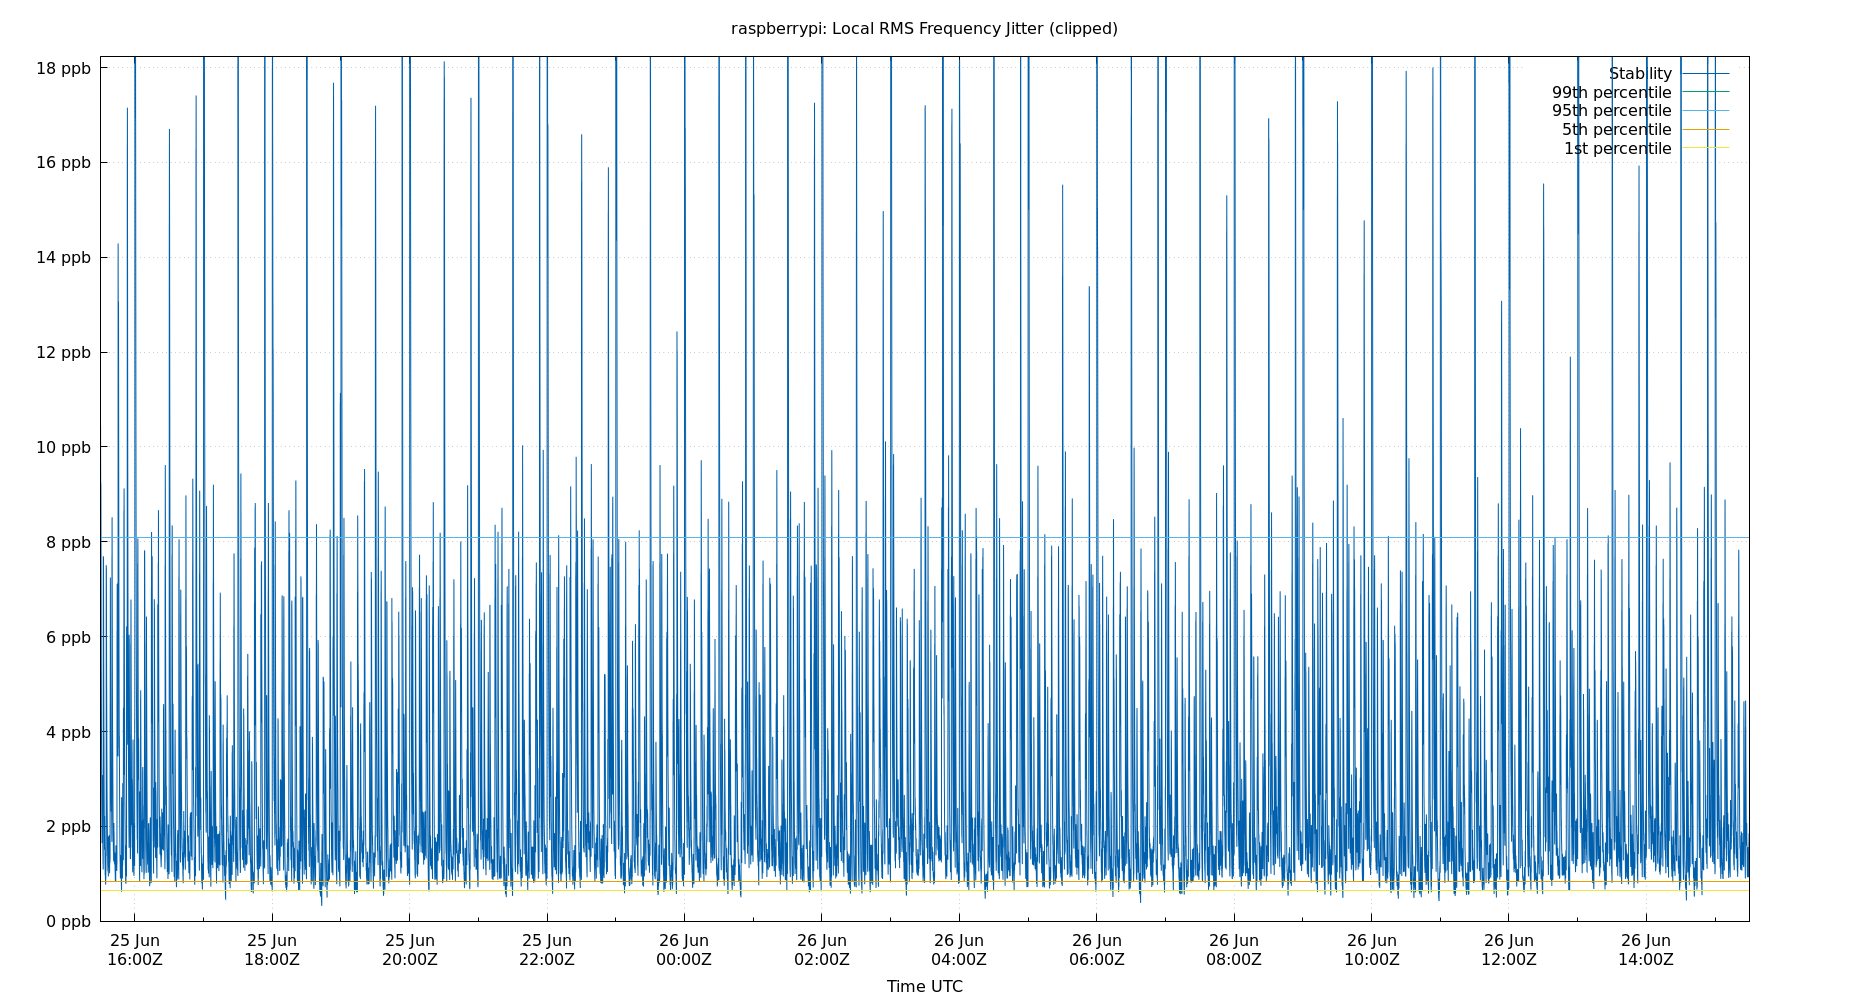 raspberrypi: Local RMS Frequency Jitter (clipped)
18 ppb
16 ppb
14 ppb
12 ppb
10 ppb
8 ppb
6 ppb
4 ppb
2 ppb
0 ppb
Stability
99th percentile
95th percentile
5th percentile
1st percentile
25 Jun 25 Jun 25 Jun 25 Jun 26 Jun 26 Jun 26 Jun 26 Jun 26 Jun 26 Jun 26 Jun 26 Jun
16:00Z 18:00Z 20:00Z 22:00Z 00:00Z 02:00Z 04:00Z 06:00Z 08:00Z 10:00Z 12:00Z 14:00Z
Time UTC